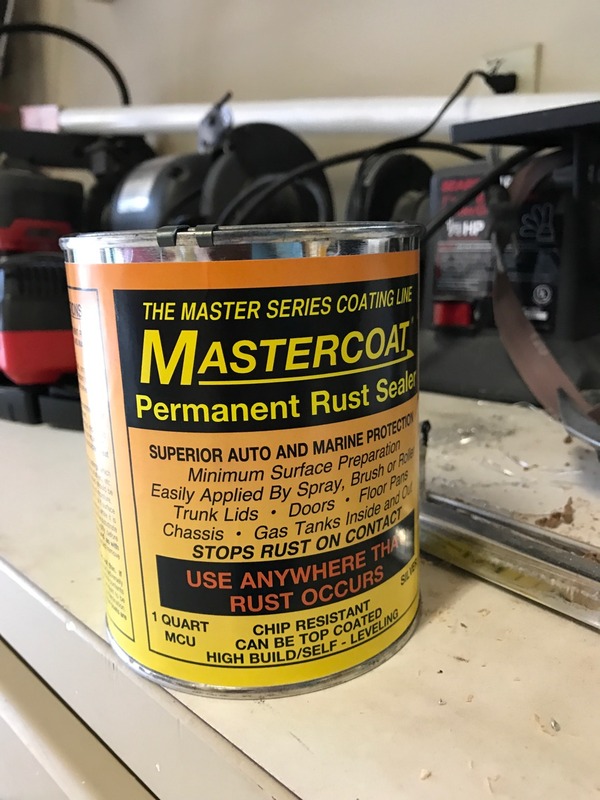 THE MASTER SERIES COATING LINE
MASTERCOAT
Permanent Rust Sealer
SUPERIOR AUTO AND MARINE PROTECTION
Minimum Surface Preparation
Easily Applied By Spray, Brush or Roller
Trunk Lids • Doors • Floor Pans
Chassis • Gas Tanks Inside and Out
STOPS RUST ON CONTACT
USE ANYWHERE THAT
RUST OCCURS
SILVER
1 QUART
MCU
CHIP RESISTANT
CAN BE TOP COATED
HIGH BUILD/SELF - LEVELING
HP